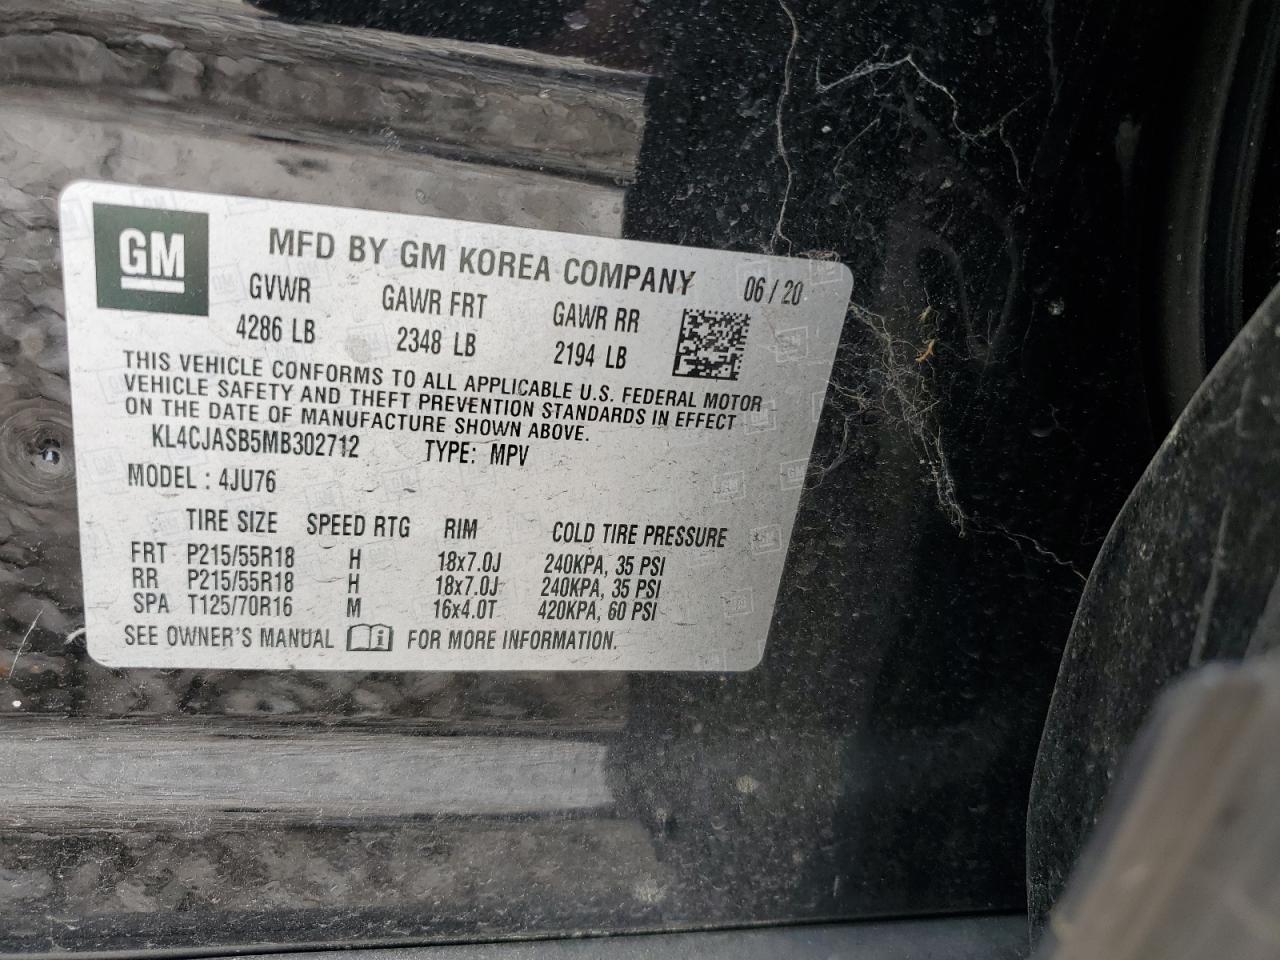 GM
MFD BY GM KOREA COMPANY 06 / 20
GVWR GAWR FRT GAWR RR
4286 LB 2348 LB 2194 LB
THIS VEHICLE CONFORMS TO ALL APPLICABLE U.S. FEDERAL MOTOR
VEHICLE SAFETY AND THEFT PREVENTION STANDARDS IN EFFECT
ON THE DATE OF MANUFACTURE SHOWN ABOVE.
KL4CJASB5MB302712 TYPE: MPV
MODEL : 4JU76
TIRE SIZE SPEED RTG RIM COLD TIRE PRESSURE
FRT P215/55R18 H 18x7.0J 240KPA, 35 PSI
RR P215/55R18 H 18x7.0J 240KPA, 35 PSI
SPA T125/70R16 M 16x4.0T 420KPA, 60 PSI
SEE OWNER'S MANUAL i FOR MORE INFORMATION.